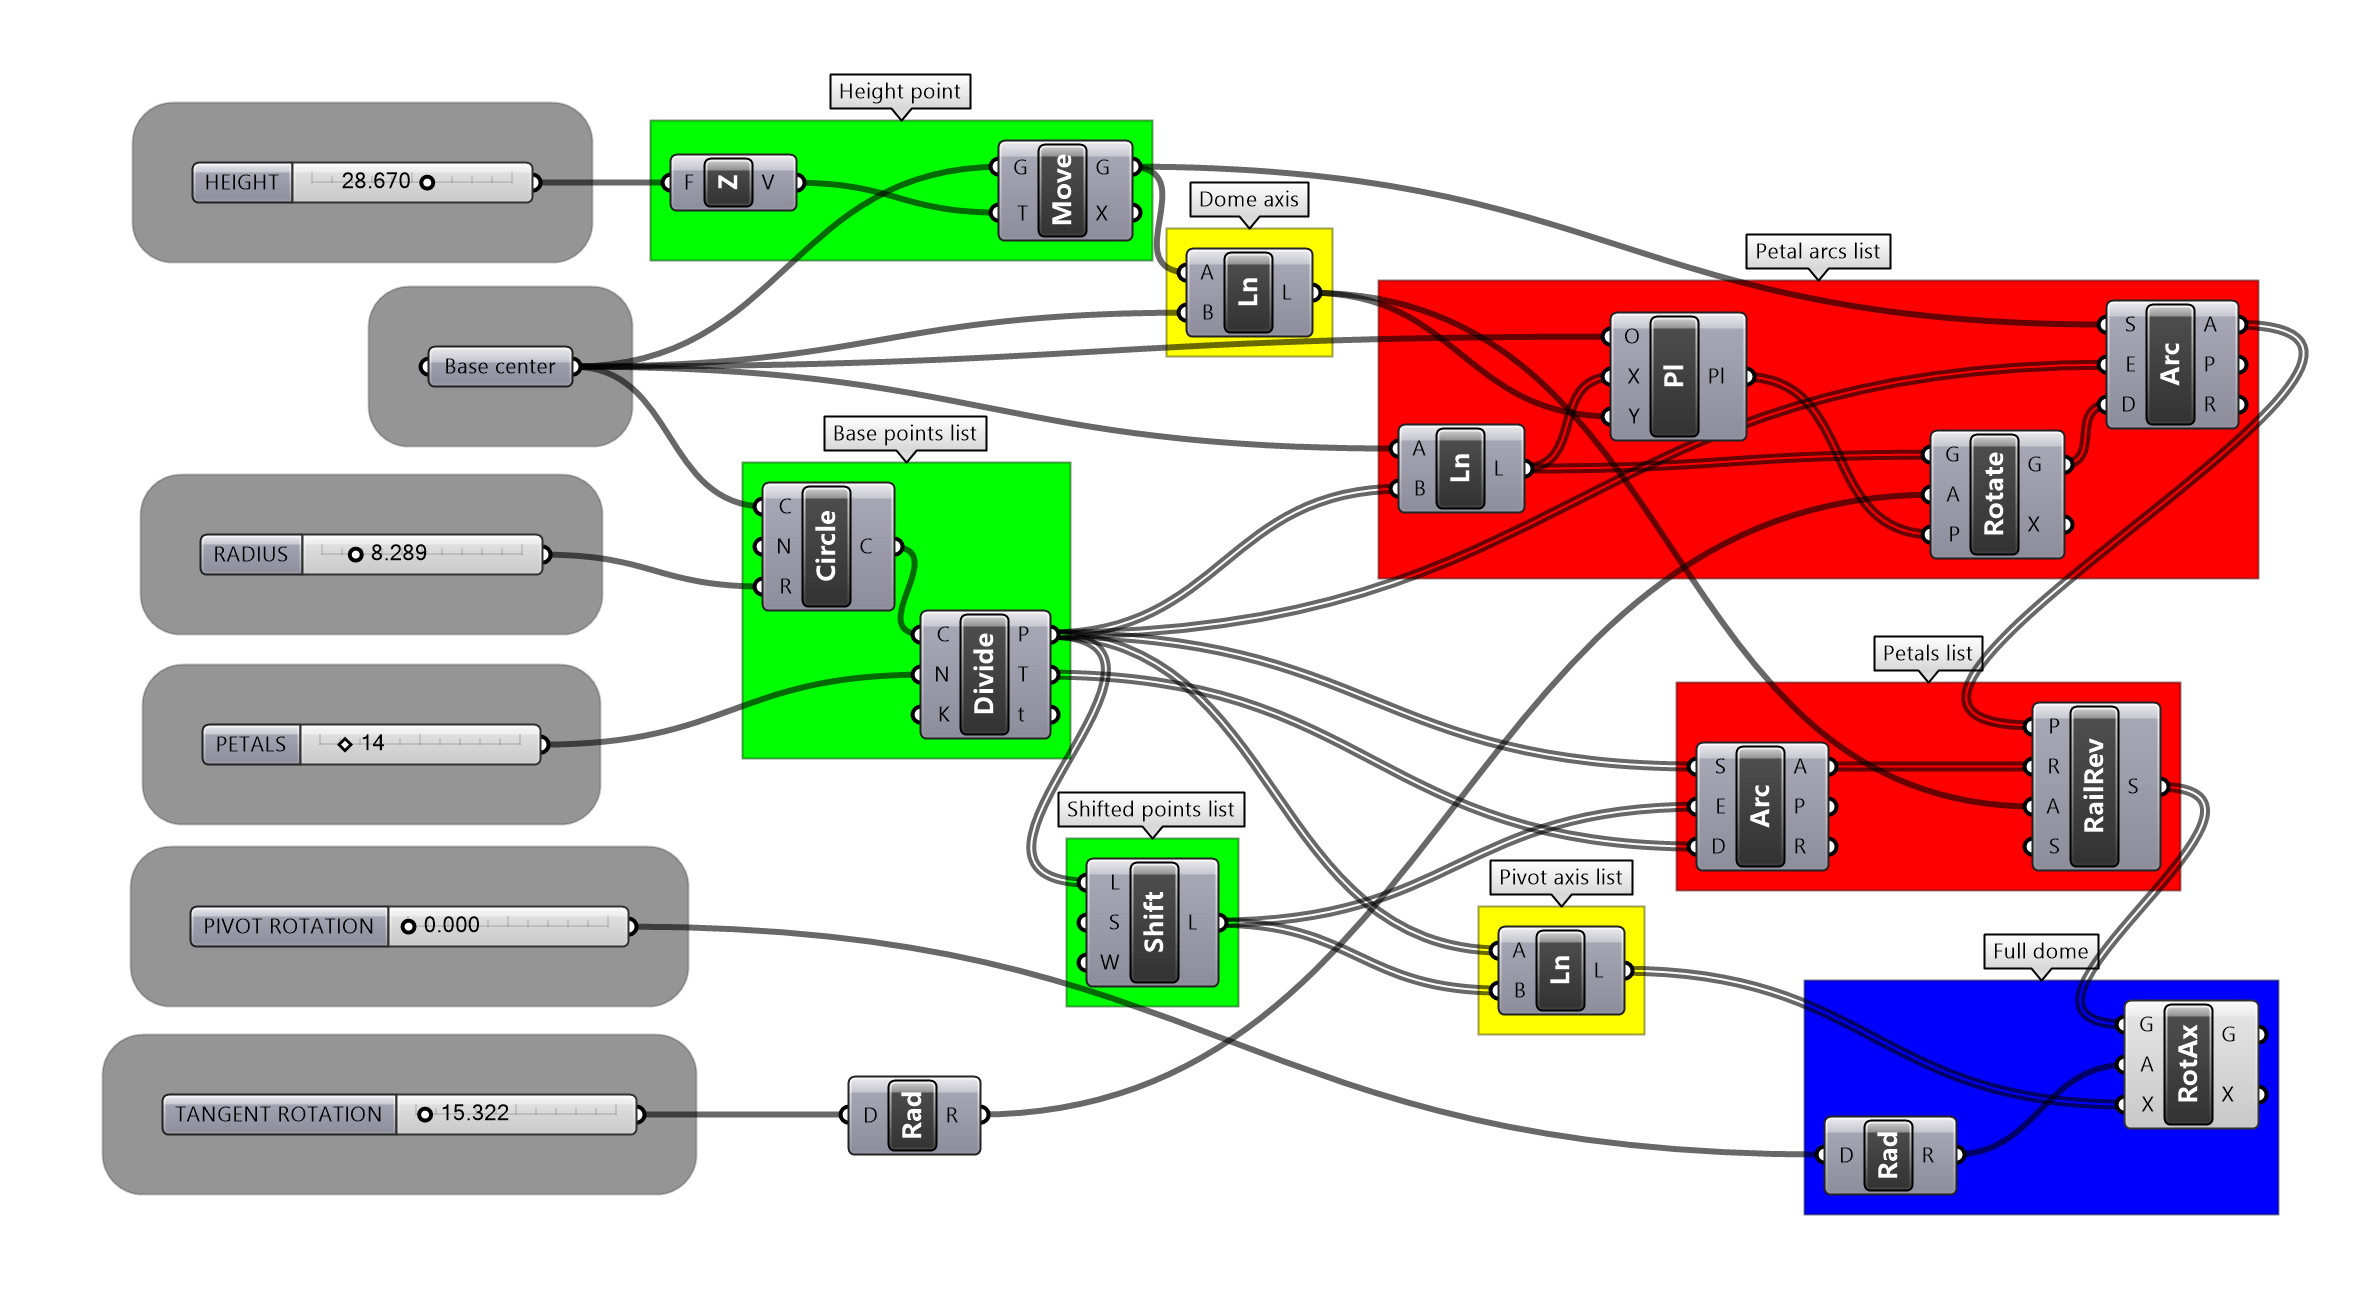 Height point
HEIGHT 28.670
F Z V
G T Move G X
Dome axis
A B Ln L
Petal arcs list
Base center
O X Y Pl Pl
S E D Arc A P R
A B Ln L
G A P Rotate G X
Base points list
RADIUS 8.289
C N R Circle C
C N K Divide P T t
PETALS 14
Petals list
S E D Arc A P R
P R A S RailRev S
Shifted points list
L S W Shift L
Pivot axis list
A B Ln L
PIVOT ROTATION 0.000
Full dome
G A X RotAx G X
TANGENT ROTATION 15.322
D Rad R
D Rad R